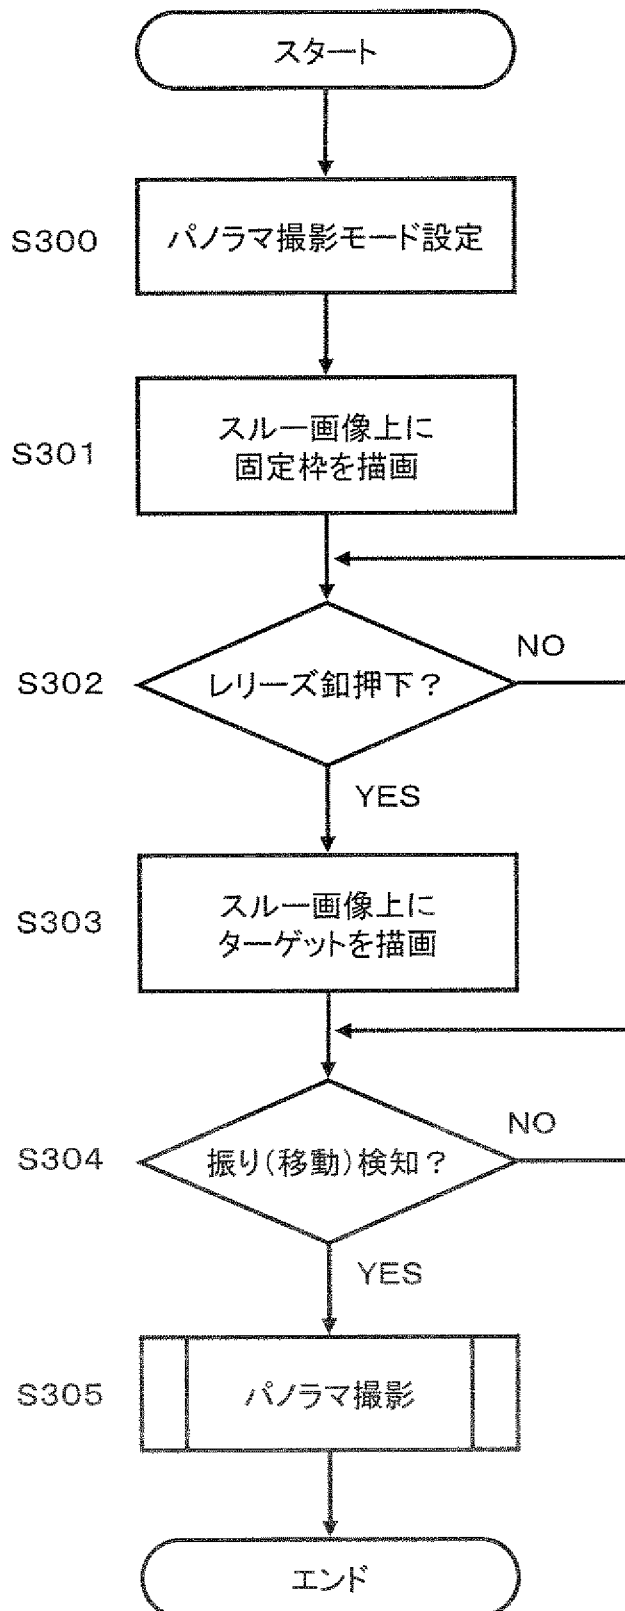 スタート
S300
パノラマ撮影モード設定
S301
スルー画像上に
固定枠を描画
S302
レリーズ釦押下？
NO
YES
S303
スルー画像上に
ターゲットを描画
S304
振り(移動)検知？
NO
YES
S305
パノラマ撮影
エンド